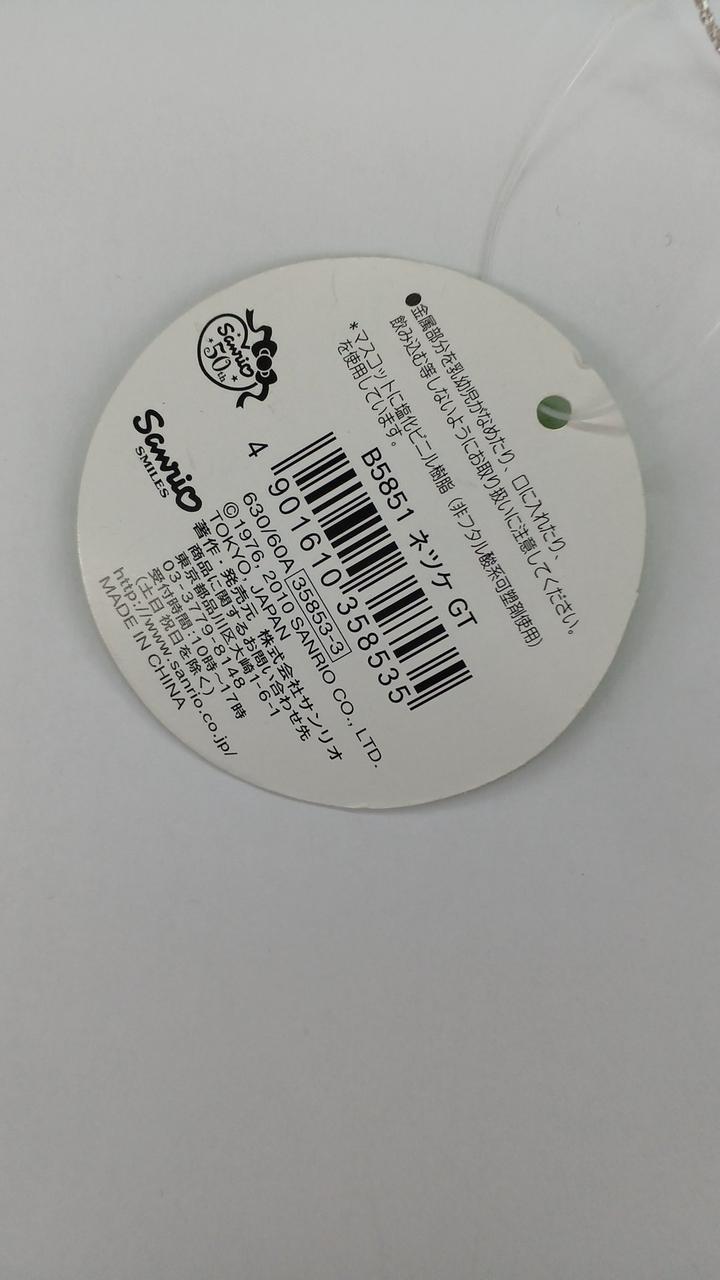 ●金属部分を乳幼児がなめたり、口に入れたり、
飲み込む等しないようにお取り扱いに注意してください。
*マスコットに塩化ビニール樹脂（非フタル酸系可塑剤使用）
を使用しています。
B5851 ネツケ GT
4 901610 358535
630/60A 35853-3
©1976, 2010 SANRIO CO., LTD.
TOKYO, JAPAN
著作・発売元 株式会社サンリオ
商品に関するお問い合わせ先
東京都品川区大崎1-6-1
03-3779-8148
受付時間:10時～17時
(土日祝日を除く)
http://www.sanrio.co.jp/
MADE IN CHINA
Sanrio
50th
Sanrio
SMILES